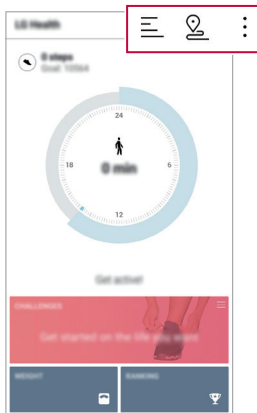 LG Health
0 steps
Goal: 10564
24
18
6
0 min
12
Get active!
CHALLENGES
Get started on the life you want
WEIGHT
RANKING